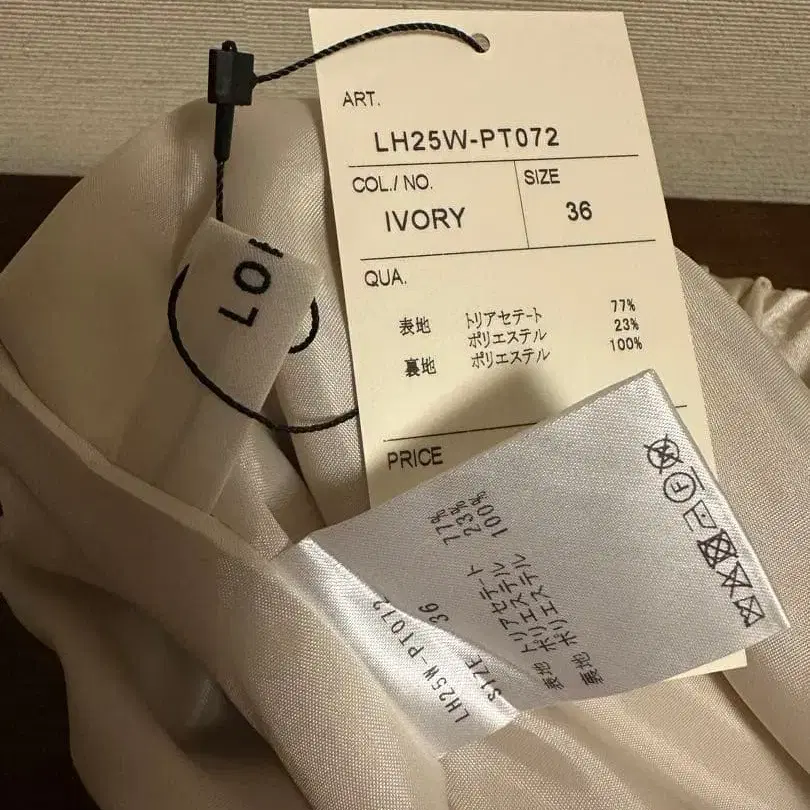 ART.
LH25W-PT072
COL./ NO.
SIZE
IVORY
36
QUA.
表地 トリアセテート 77%
ポリエステル 23%
裏地 ポリエステル 100%
PRICE
LOI
LH25W-PT072
SIZE 36
表地 トリアセテート 77%
ポリエステル 23%
裏地 ポリエステル 100%
F